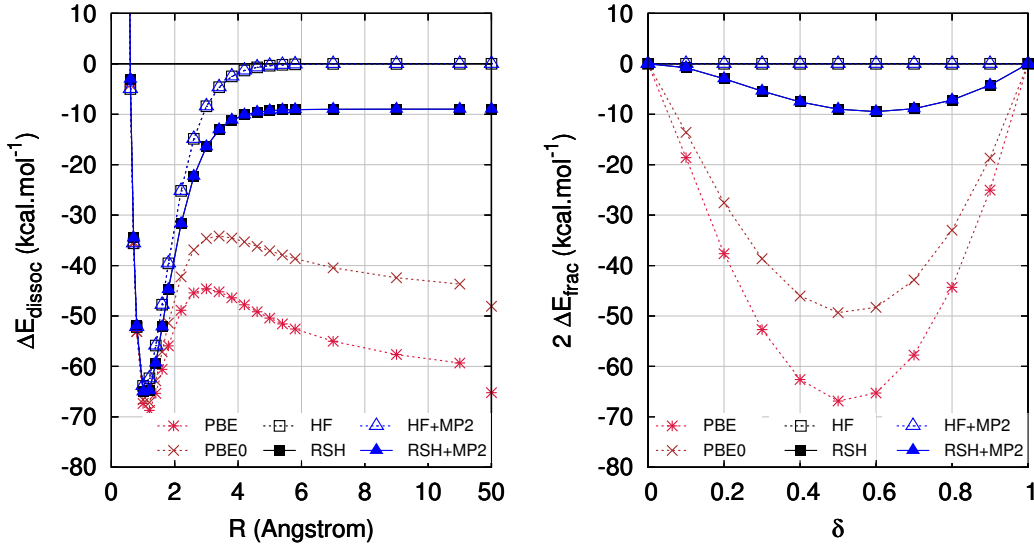 10
0
-10
-20
-30
-40
-50
-60
-70
-80
ΔE_dissoc (kcal.mol⁻¹)
PBE HF HF+MP2
PBE0 RSH RSH+MP2
0 2 4 6 8 10 50
R (Angstrom)
10
0
-10
-20
-30
-40
-50
-60
-70
-80
2 ΔE_frac (kcal.mol⁻¹)
PBE HF HF+MP2
PBE0 RSH RSH+MP2
0 0.2 0.4 0.6 0.8 1
δ